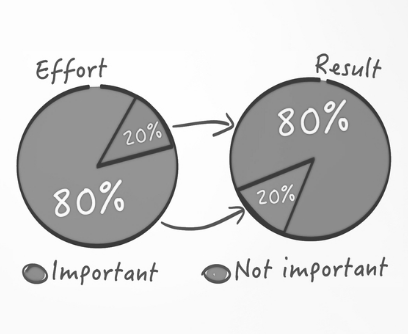 Effort
Result
20%
80%
80%
20%
Important
Not important